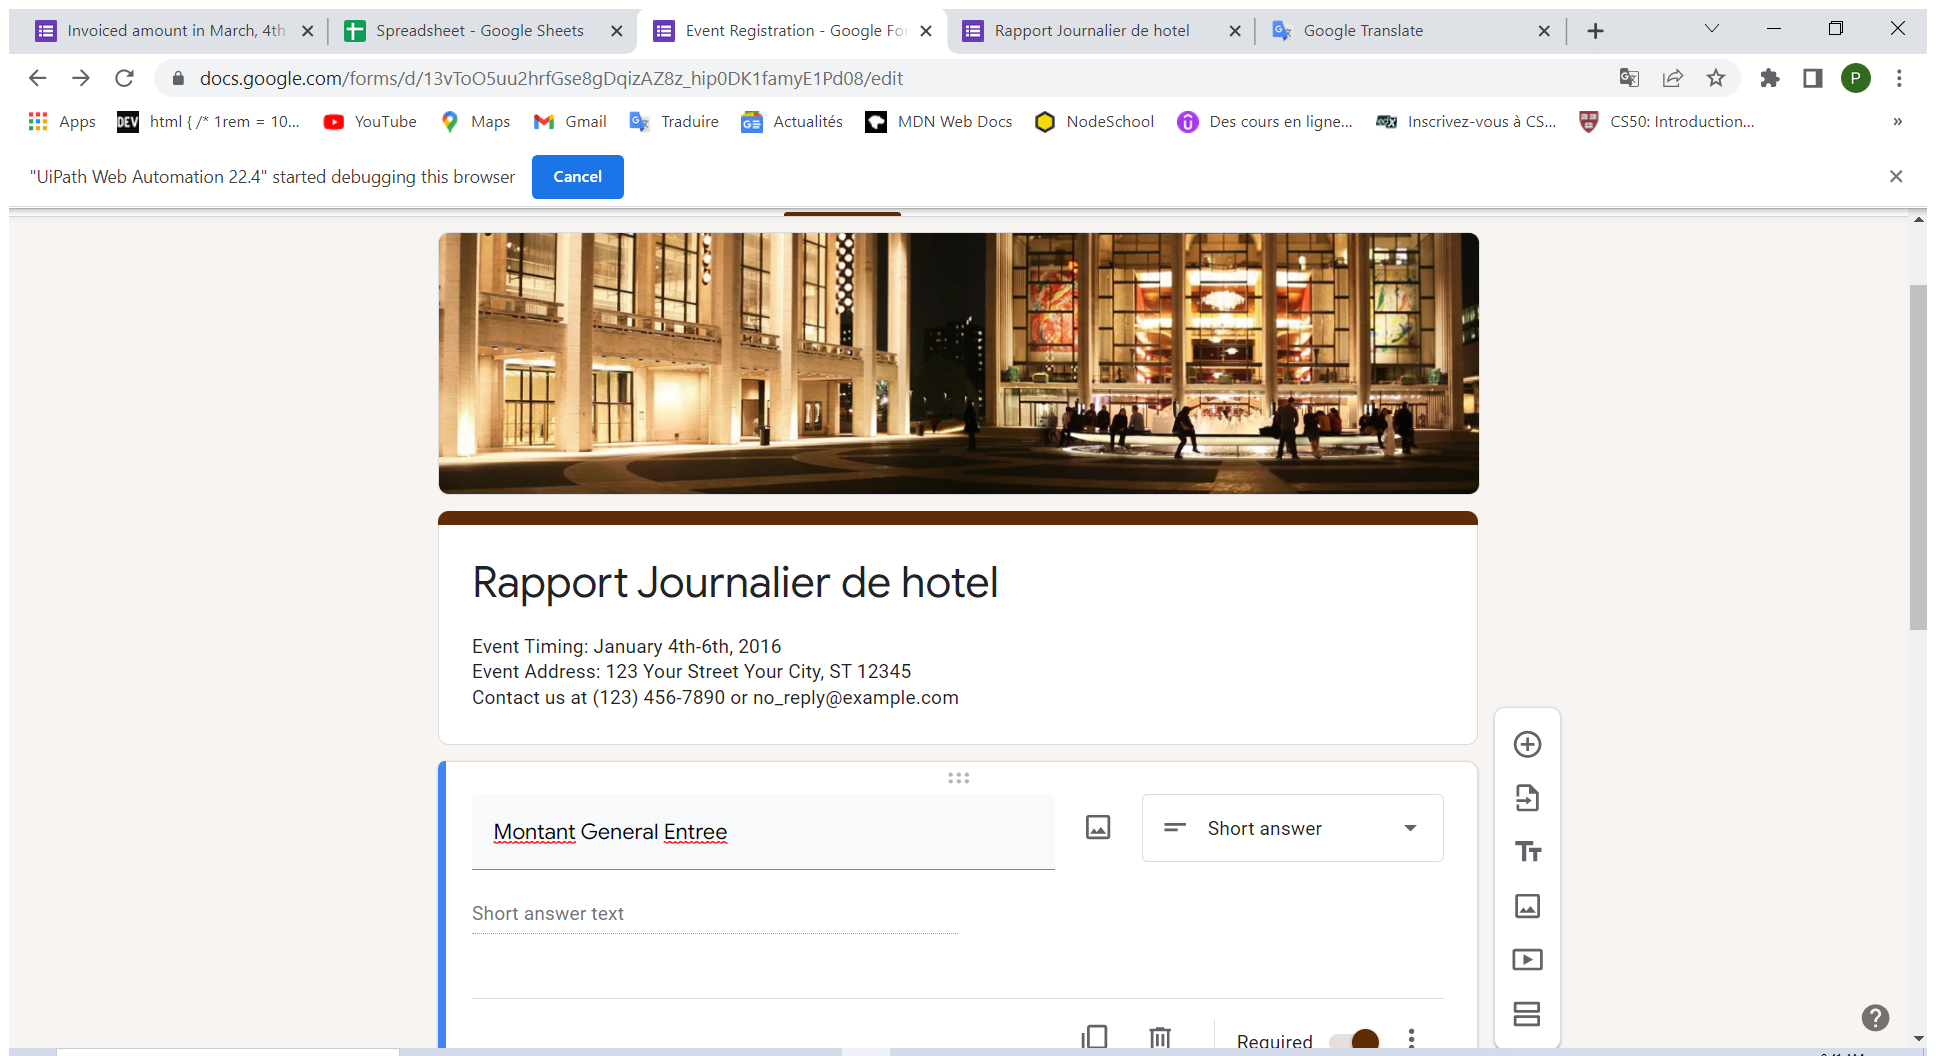 Invoiced amount in March, 4th
Spreadsheet - Google Sheets
Event Registration - Google For
Rapport Journalier de hotel
Google Translate
docs.google.com/forms/d/13vToO5uu2hrfGse8gDqizAZ8z_hip0DK1famyE1Pd08/edit
P
Apps
DEV
html { /* 1rem = 10...
YouTube
Maps
Gmail
Traduire
Actualités
MDN Web Docs
NodeSchool
Des cours en ligne...
Inscrivez-vous à CS...
CS50: Introduction...
»
"UiPath Web Automation 22.4" started debugging this browser
Cancel
Rapport Journalier de hotel
Event Timing: January 4th-6th, 2016
Event Address: 123 Your Street Your City, ST 12345
Contact us at (123) 456-7890 or no_reply@example.com
Montant General Entree
Short answer
Short answer text
Required